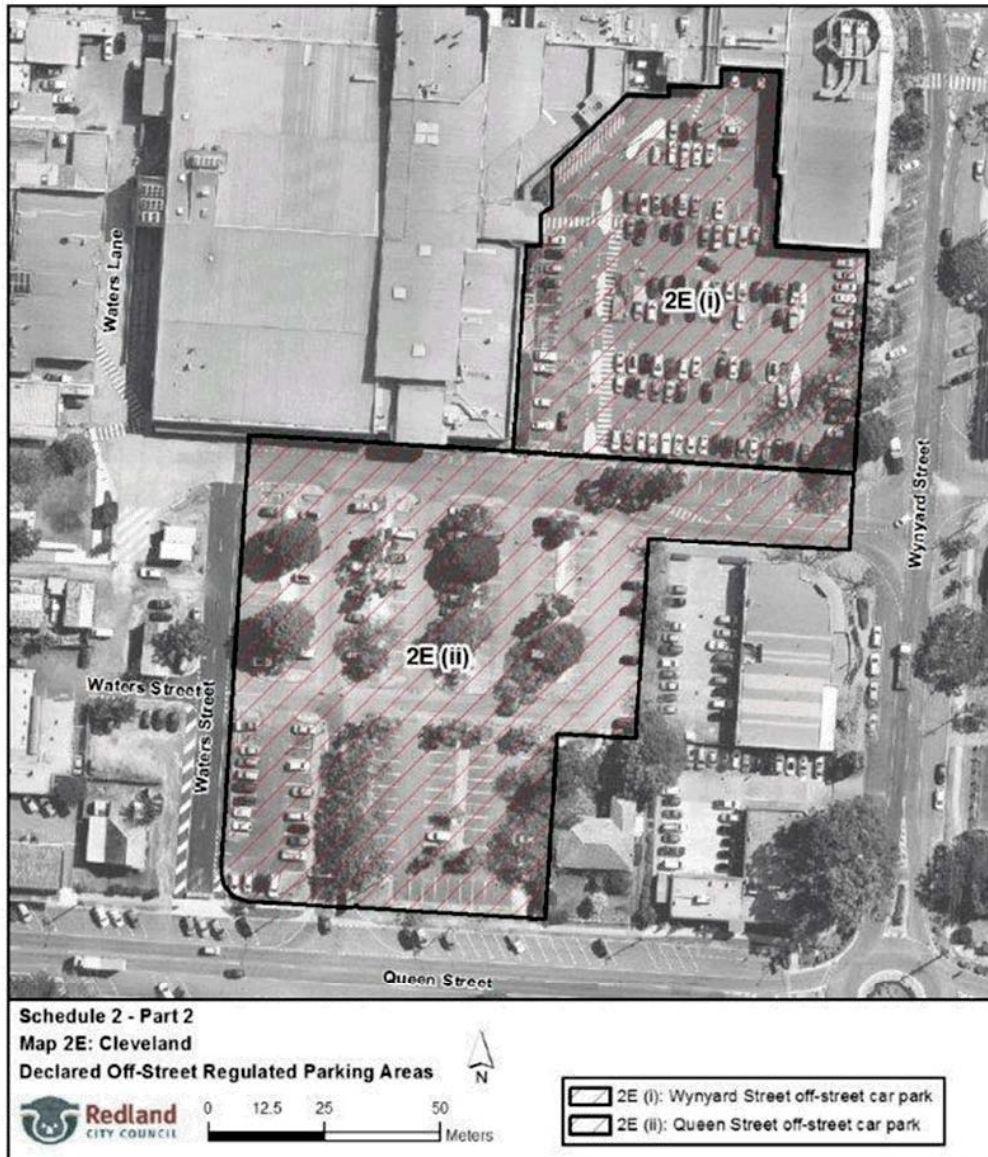 2E (i)
Waters Lane
Wynyard Street
2E (ii)
Waters Street
Waters Street
Queen Street
Schedule 2 - Part 2
Map 2E: Cleveland
Declared Off-Street Regulated Parking Areas
N
Redland
CITY COUNCIL
0 12.5 25 50
Meters
2E (i): Wynyard Street off-street car park
2E (ii): Queen Street off-street car park